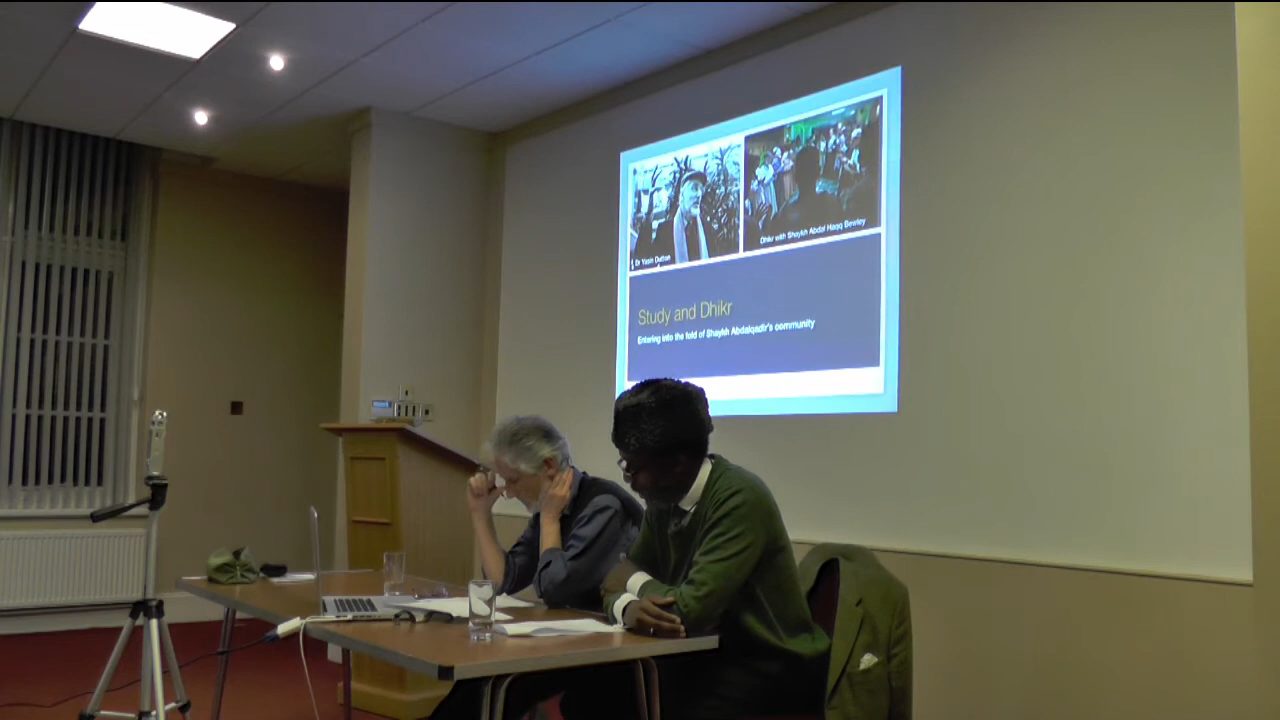 Dr Yasin Dutton
Dhikr with Shaykh Abdal Haqq Bewley
Study and Dhikr
Entering into the fold of Shaykh Abdalqadir's community